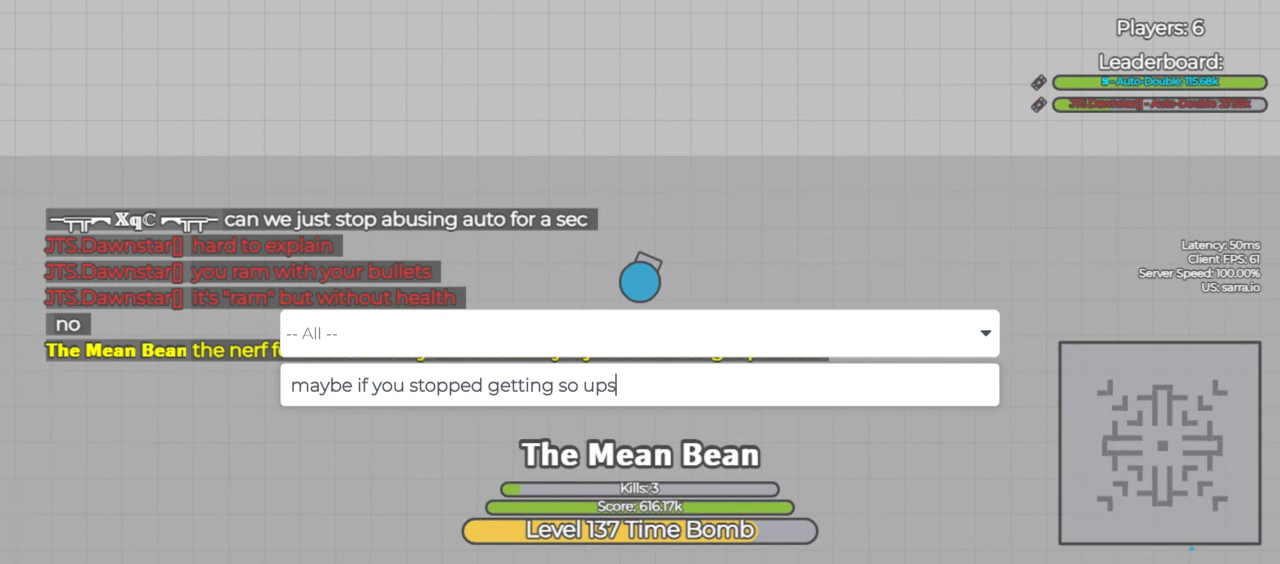 Players: 6
Leaderboard:
- Auto-Double: 115.68k
JTS.Dawnstar[] - Auto-Double:
𝕏𝕢ℂ can we just stop abusing auto for a sec
JTS.Dawnstar[] hard to explain
JTS.Dawnstar[] you ram with your bullets
JTS.Dawnstar[] it's "ram" but without health
no
The Mean Bean the nerf
-- All --
maybe if you stopped getting so ups
Latency: 50ms
Client FPS: 61
Server Speed: 100.00%
US: sarra.io
The Mean Bean
Kills: 3
Score: 616.17k
Level 137 Time Bomb